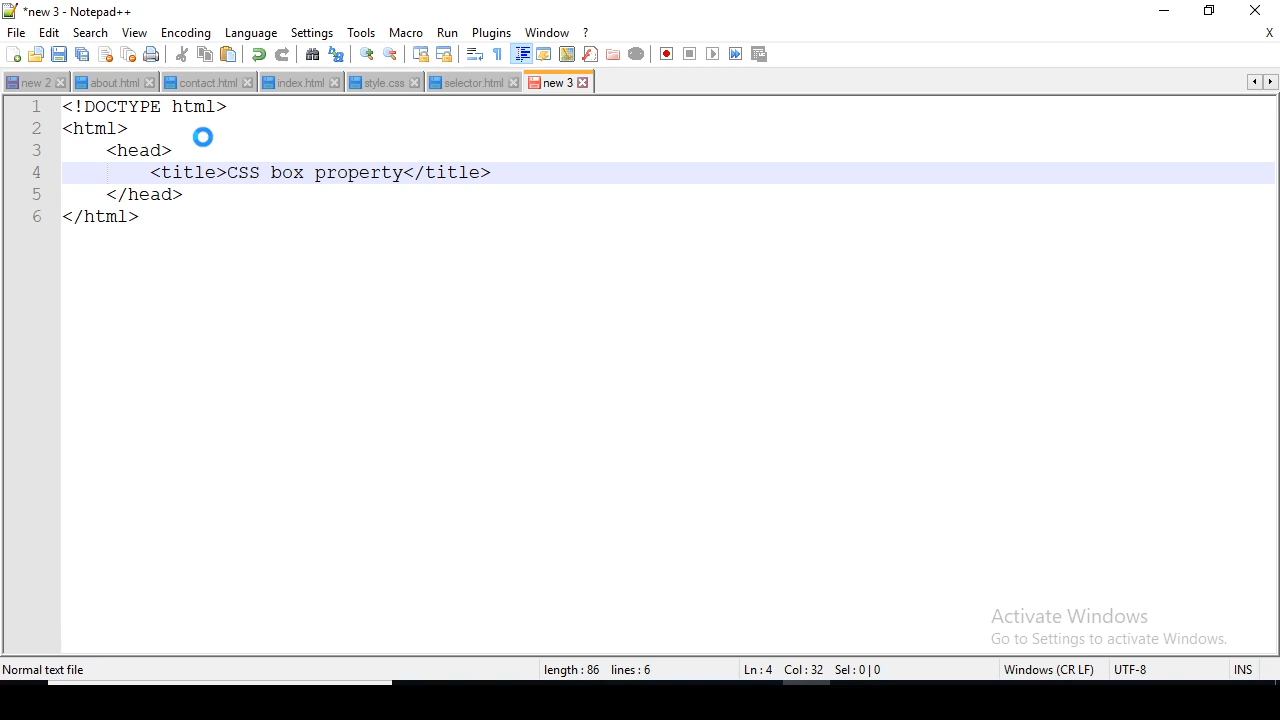 *new 3 - Notepad++
File Edit Search View Encoding Language Settings Tools Macro Run Plugins Window ? X
new 2 about.html contact.html index.html style.css selector.html new 3
1 <!DOCTYPE html>
2 <html>
3 <head>
4 <title>CSS box property</title>
5 </head>
6 </html>
Activate Windows
Go to Settings to activate Windows.
Normal text file length : 86 lines : 6 Ln : 4 Col : 32 Sel : 0 | 0 Windows (CR LF) UTF-8 INS